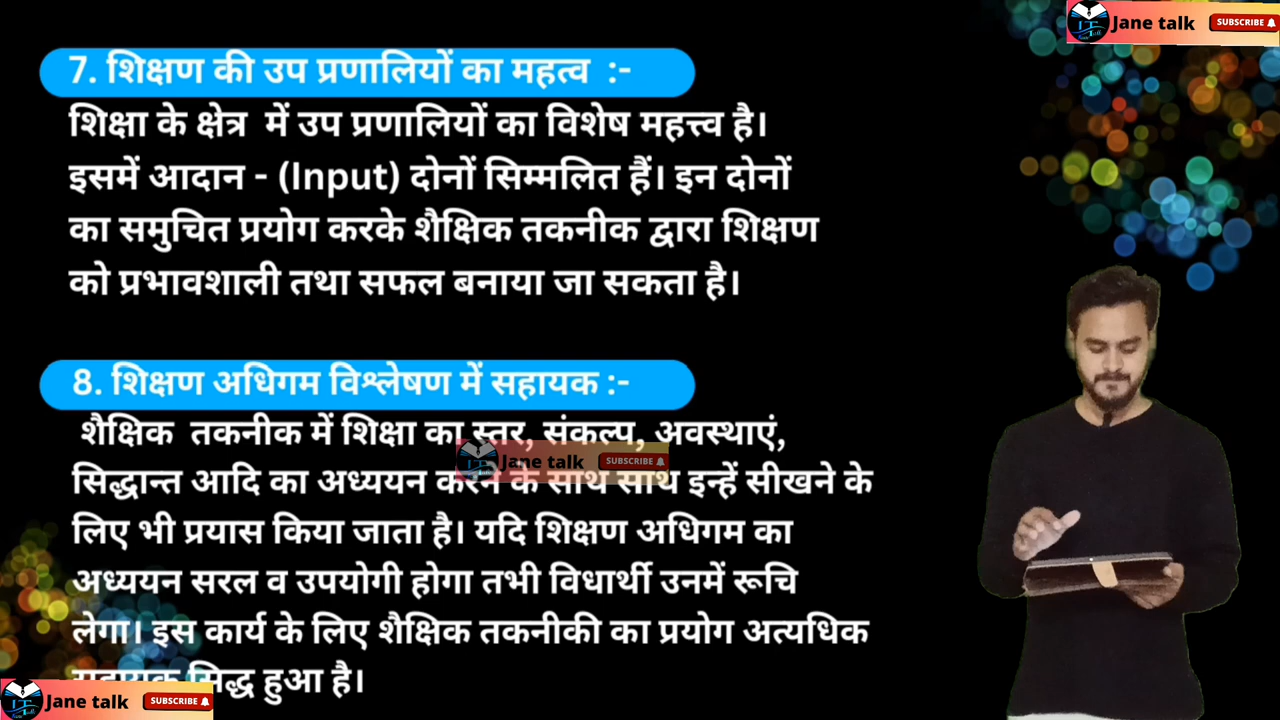 Jane talk SUBSCRIBE
7. शिक्षण की उप प्रणालियों का महत्व :-
शिक्षा के क्षेत्र में उप प्रणालियों का विशेष महत्त्व है।
इसमें आदान - (Input) दोनों सिम्मलित हैं। इन दोनों
का समुचित प्रयोग करके शैक्षिक तकनीक द्वारा शिक्षण
को प्रभावशाली तथा सफल बनाया जा सकता है।
8. शिक्षण अधिगम विश्लेषण में सहायक :-
शैक्षिक तकनीक में शिक्षा का स्तर, संकल्प, अवस्थाएं,
Jane talk SUBSCRIBE
सिद्धान्त आदि का अध्ययन करने के साथ साथ इन्हें सीखने के
लिए भी प्रयास किया जाता है। यदि शिक्षण अधिगम का
अध्ययन सरल व उपयोगी होगा तभी विधार्थी उनमें रूचि
लेगा। इस कार्य के लिए शैक्षिक तकनीकी का प्रयोग अत्यधिक
सिद्ध हुआ है।
Jane talk SUBSCRIBE